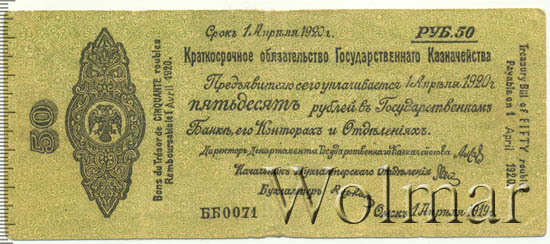 Срокъ 1 Апрѣля 1920 г.
РУБ. 50
Краткосрочное обязательство Государственнаго Казначейства
Предъявителю сего уплачивается 1 Апрѣля 1920 г
пятьдесятъ рублей въ Государственномъ
Банкѣ, его Конторахъ и Отдѣленіяхъ.
Директоръ Департамента Государственнаго Казначейства
Начальникъ Бухгалтерскаго Отдѣленія
Бухгалтеръ
ББ0071
Омскъ, 1 Апрѣля 1919 г.
50
Bons du Trésor de CINQUANTE roubles
Remboursable le 1 Avril 1920.
Treasury Bill of FIFTY roubles
Payable on 1 April 1920.
Wolmar